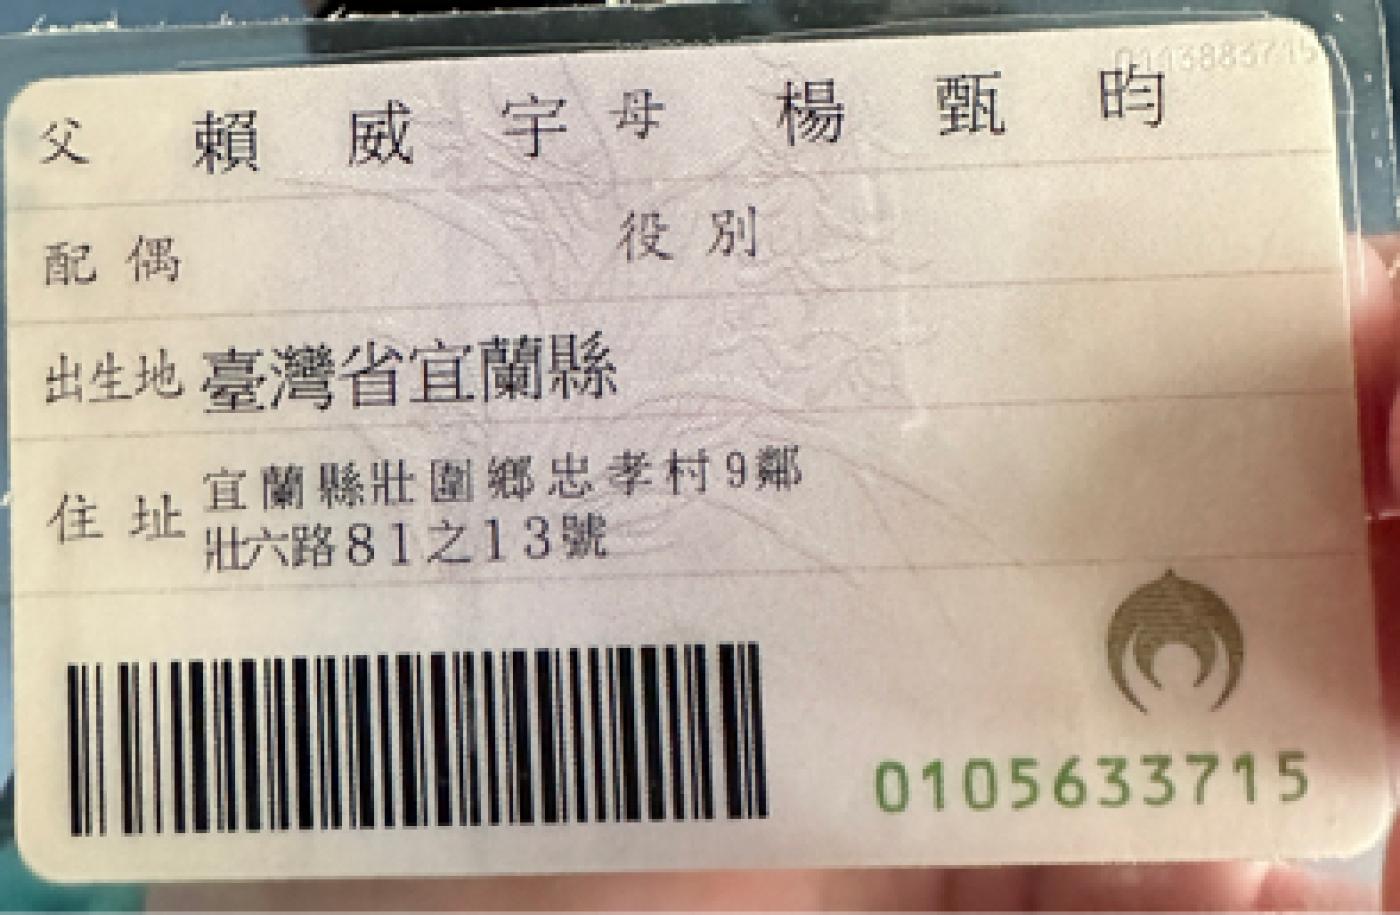 父 賴威宇 母 楊甄昀
配偶 役別
出生地 臺灣省宜蘭縣
住址 宜蘭縣壯圍鄉忠孝村9鄰
壯六路81之13號
0105633715